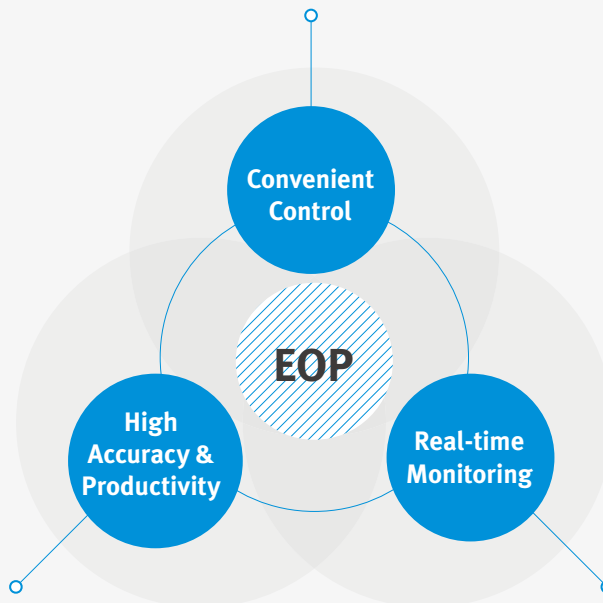 Convenient
Control
EOP
High
Accuracy &
Productivity
Real-time
Monitoring